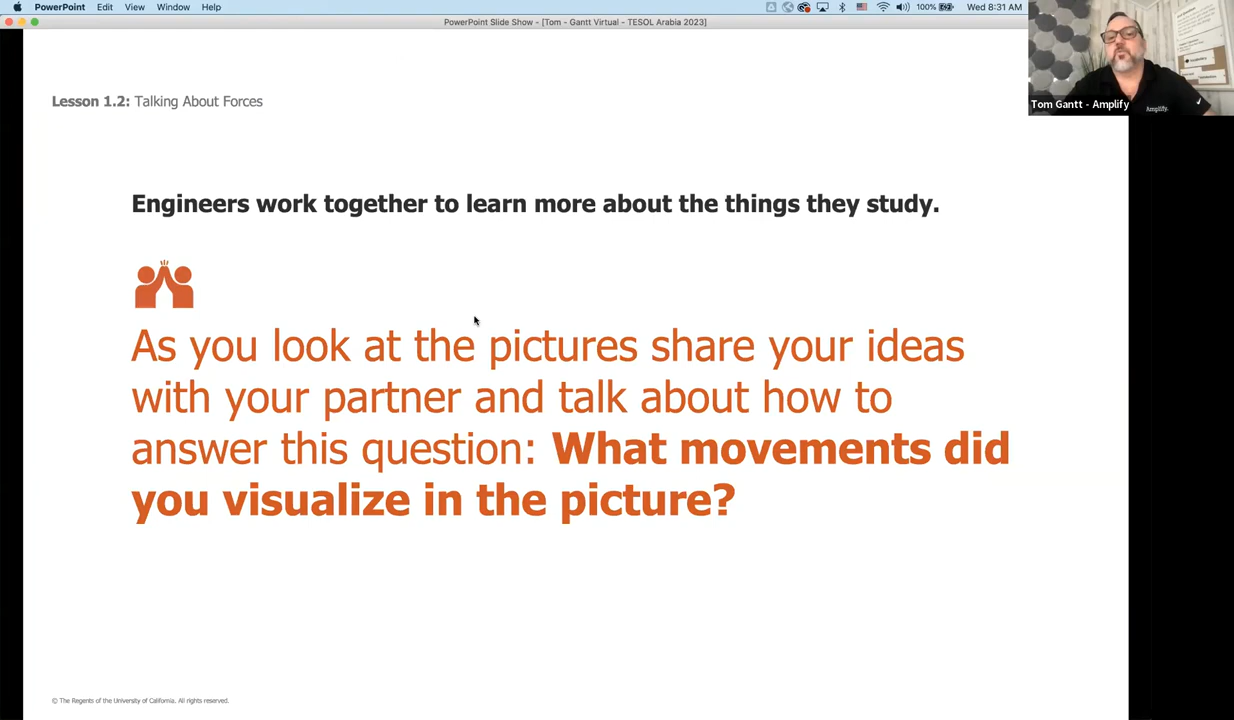 PowerPoint Edit View Window Help 100% Wed 8:31 AM
PowerPoint Slide Show - [Tom - Gantt Virtual - TESOL Arabia 2023]
Lesson 1.2: Talking About Forces
Engineers work together to learn more about the things they study.
As you look at the pictures share your ideas
with your partner and talk about how to
answer this question: What movements did
you visualize in the picture?
© The Regents of the University of California. All rights reserved.
Tom Gantt - Amplify
Amplify.